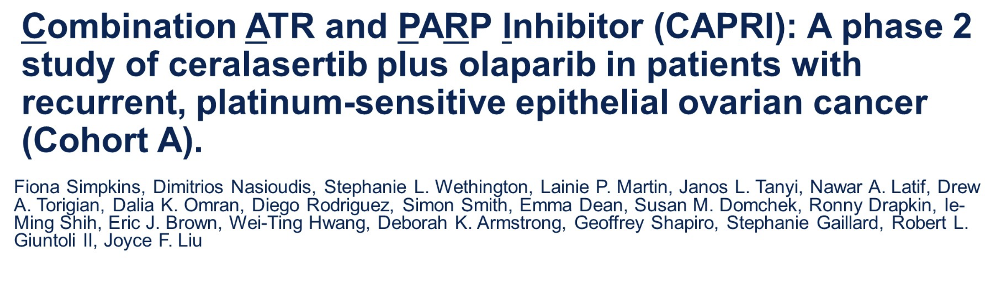 Combination ATR and PARP Inhibitor (CAPRI): A phase 2
study of ceralasertib plus olaparib in patients with
recurrent, platinum-sensitive epithelial ovarian cancer
(Cohort A).
Fiona Simpkins, Dimitrios Nasioudis, Stephanie L. Wethington, Lainie P. Martin, Janos L. Tanyi, Nawar A. Latif, Drew
A. Torigian, Dalia K. Omran, Diego Rodriguez, Simon Smith, Emma Dean, Susan M. Domchek, Ronny Drapkin, Ie-
Ming Shih, Eric J. Brown, Wei-Ting Hwang, Deborah K. Armstrong, Geoffrey Shapiro, Stephanie Gaillard, Robert L.
Giuntoli II, Joyce F. Liu